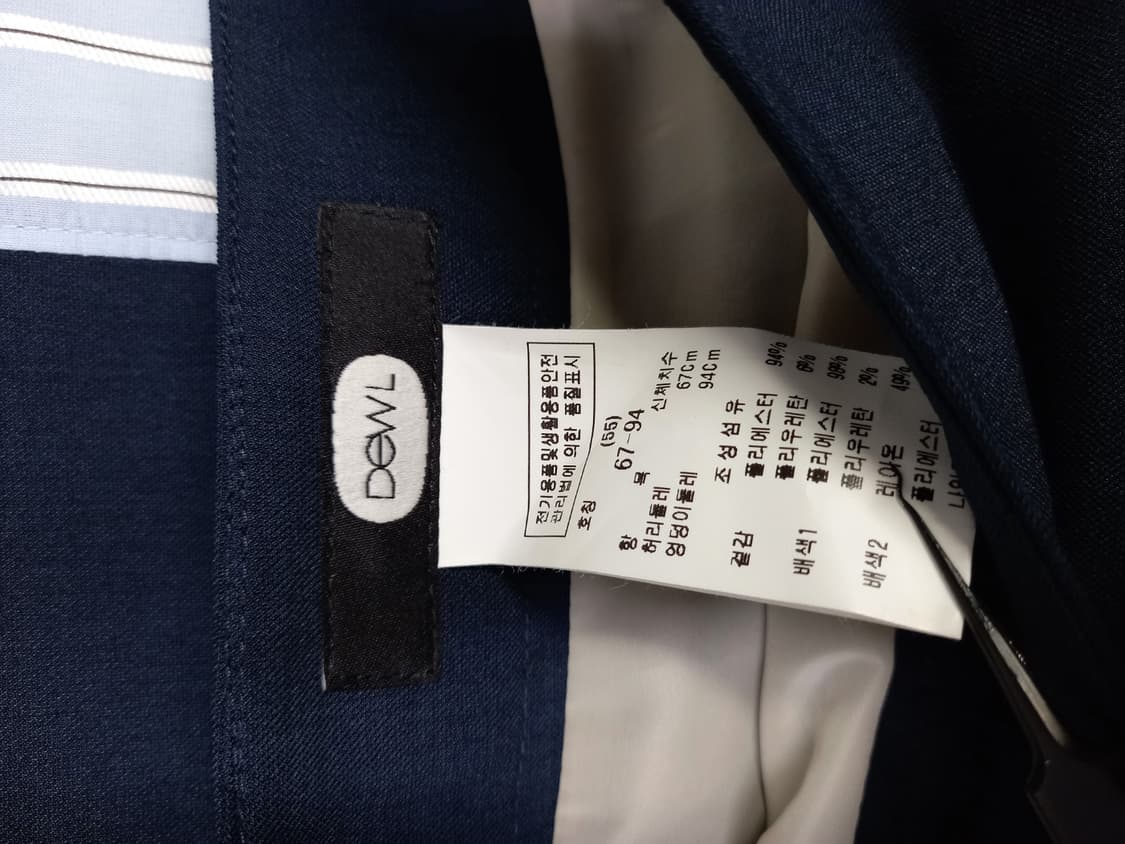 DEWL
전기용품및생활용품안전
관리법에 의한 품질표시
호칭 (55)
67-94
항 목 신체치수
허리둘레 67Cm
엉덩이둘레 94Cm
조성섬유
겉감 폴리에스터 94%
폴리우레탄 6%
배색1 폴리에스터 98%
폴리우레탄 2%
배색2 레이온 49%
폴리에스터